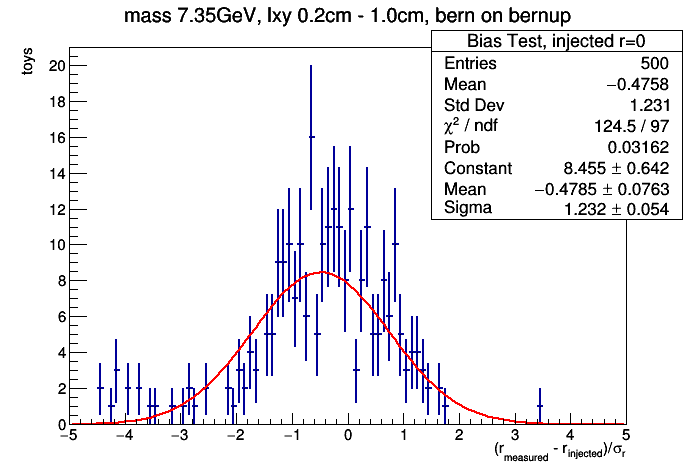 mass 7.35GeV, lxy 0.2cm - 1.0cm, bern on bernup
Bias Test, injected r=0
Entries 500
Mean −0.4758
Std Dev 1.231
χ² / ndf 124.5 / 97
Prob 0.03162
Constant 8.455 ± 0.642
Mean −0.4785 ± 0.0763
Sigma 1.232 ± 0.054
toys
20
18
16
14
12
10
8
6
4
2
0
−5 −4 −3 −2 −1 0 1 2 3 4 5
(r_measured - r_injected)/σ_r